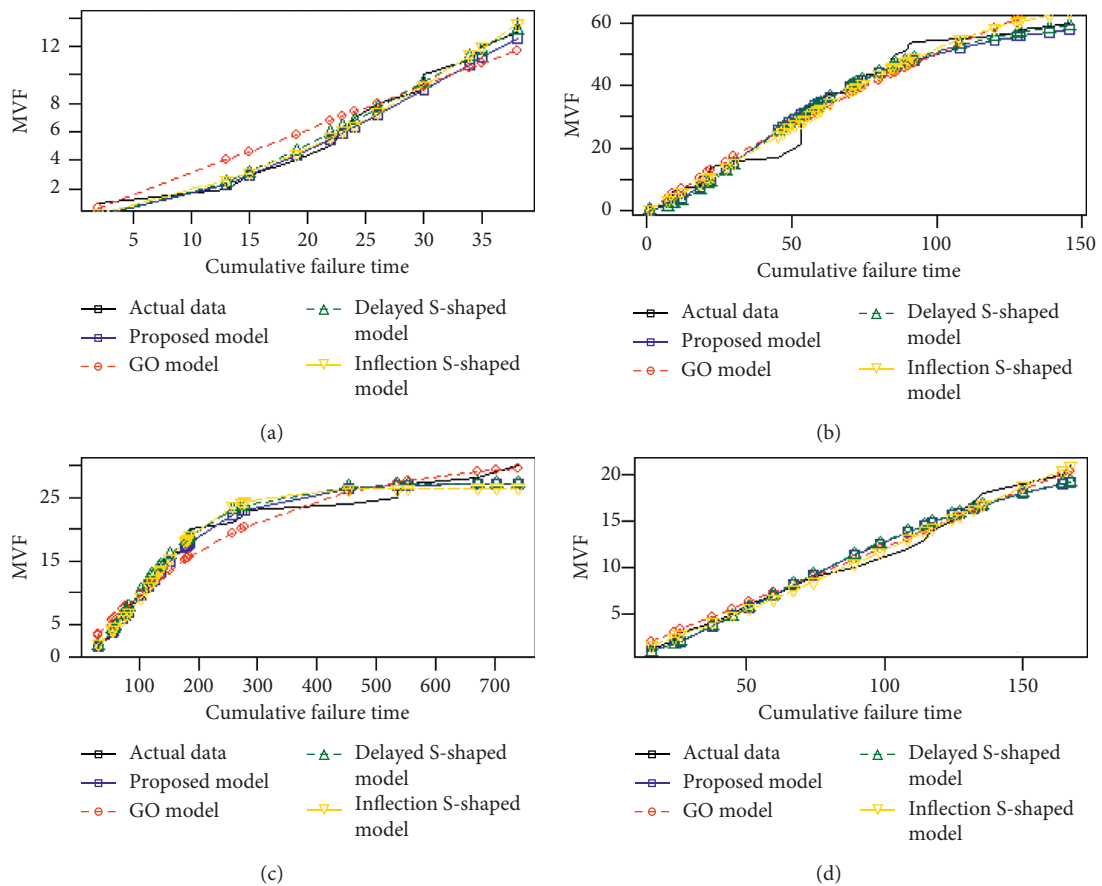 12
10
8
6
4
2
MVF
5 10 15 20 25 30 35
Cumulative failure time
Actual data
Proposed model
GO model
Delayed S-shaped
model
Inflection S-shaped
model
(a)
60
40
20
0
MVF
0 50 100 150
Cumulative failure time
Actual data
Proposed model
GO model
Delayed S-shaped
model
Inflection S-shaped
model
(b)
25
15
5
0
MVF
100 200 300 400 500 600 700
Cumulative failure time
Actual data
Proposed model
GO model
Delayed S-shaped
model
Inflection S-shaped
model
(c)
20
15
10
5
MVF
50 100 150
Cumulative failure time
Actual data
Proposed model
GO model
Delayed S-shaped
model
Inflection S-shaped
model
(d)